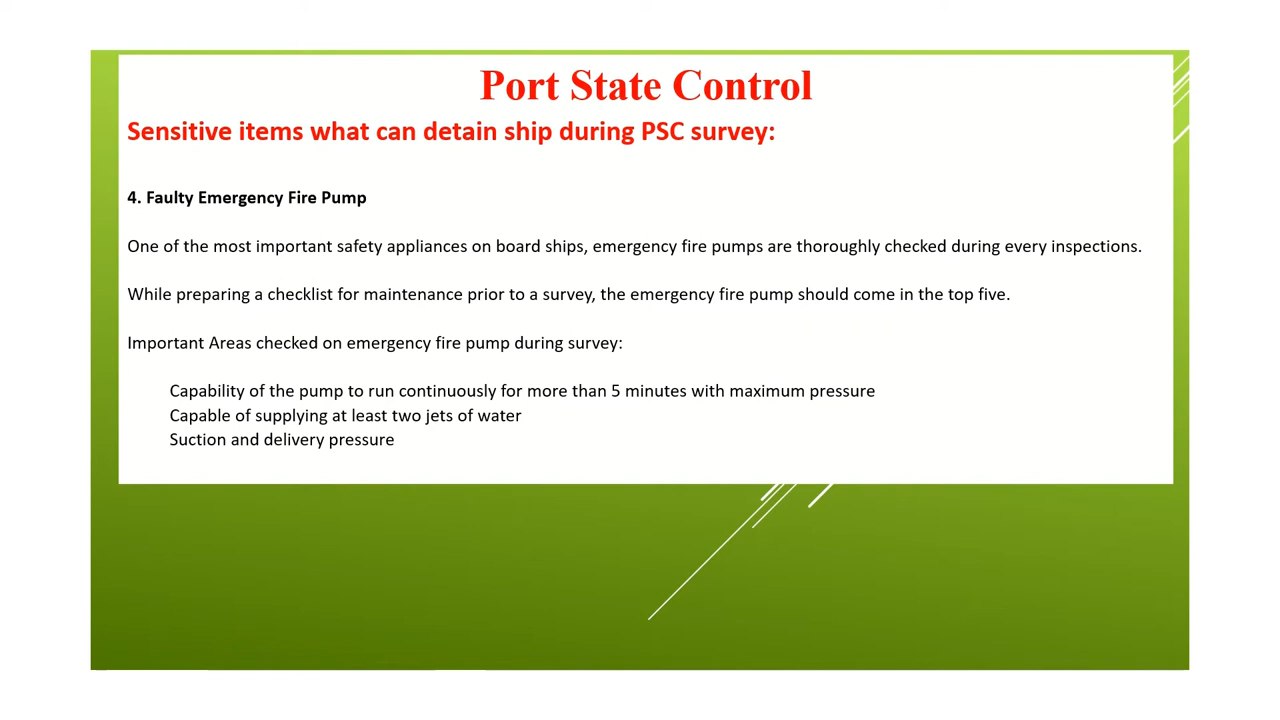 Port State Control
Sensitive items what can detain ship during PSC survey:
4. Faulty Emergency Fire Pump
One of the most important safety appliances on board ships, emergency fire pumps are thoroughly checked during every inspections.
While preparing a checklist for maintenance prior to a survey, the emergency fire pump should come in the top five.
Important Areas checked on emergency fire pump during survey:
Capability of the pump to run continuously for more than 5 minutes with maximum pressure
Capable of supplying at least two jets of water
Suction and delivery pressure